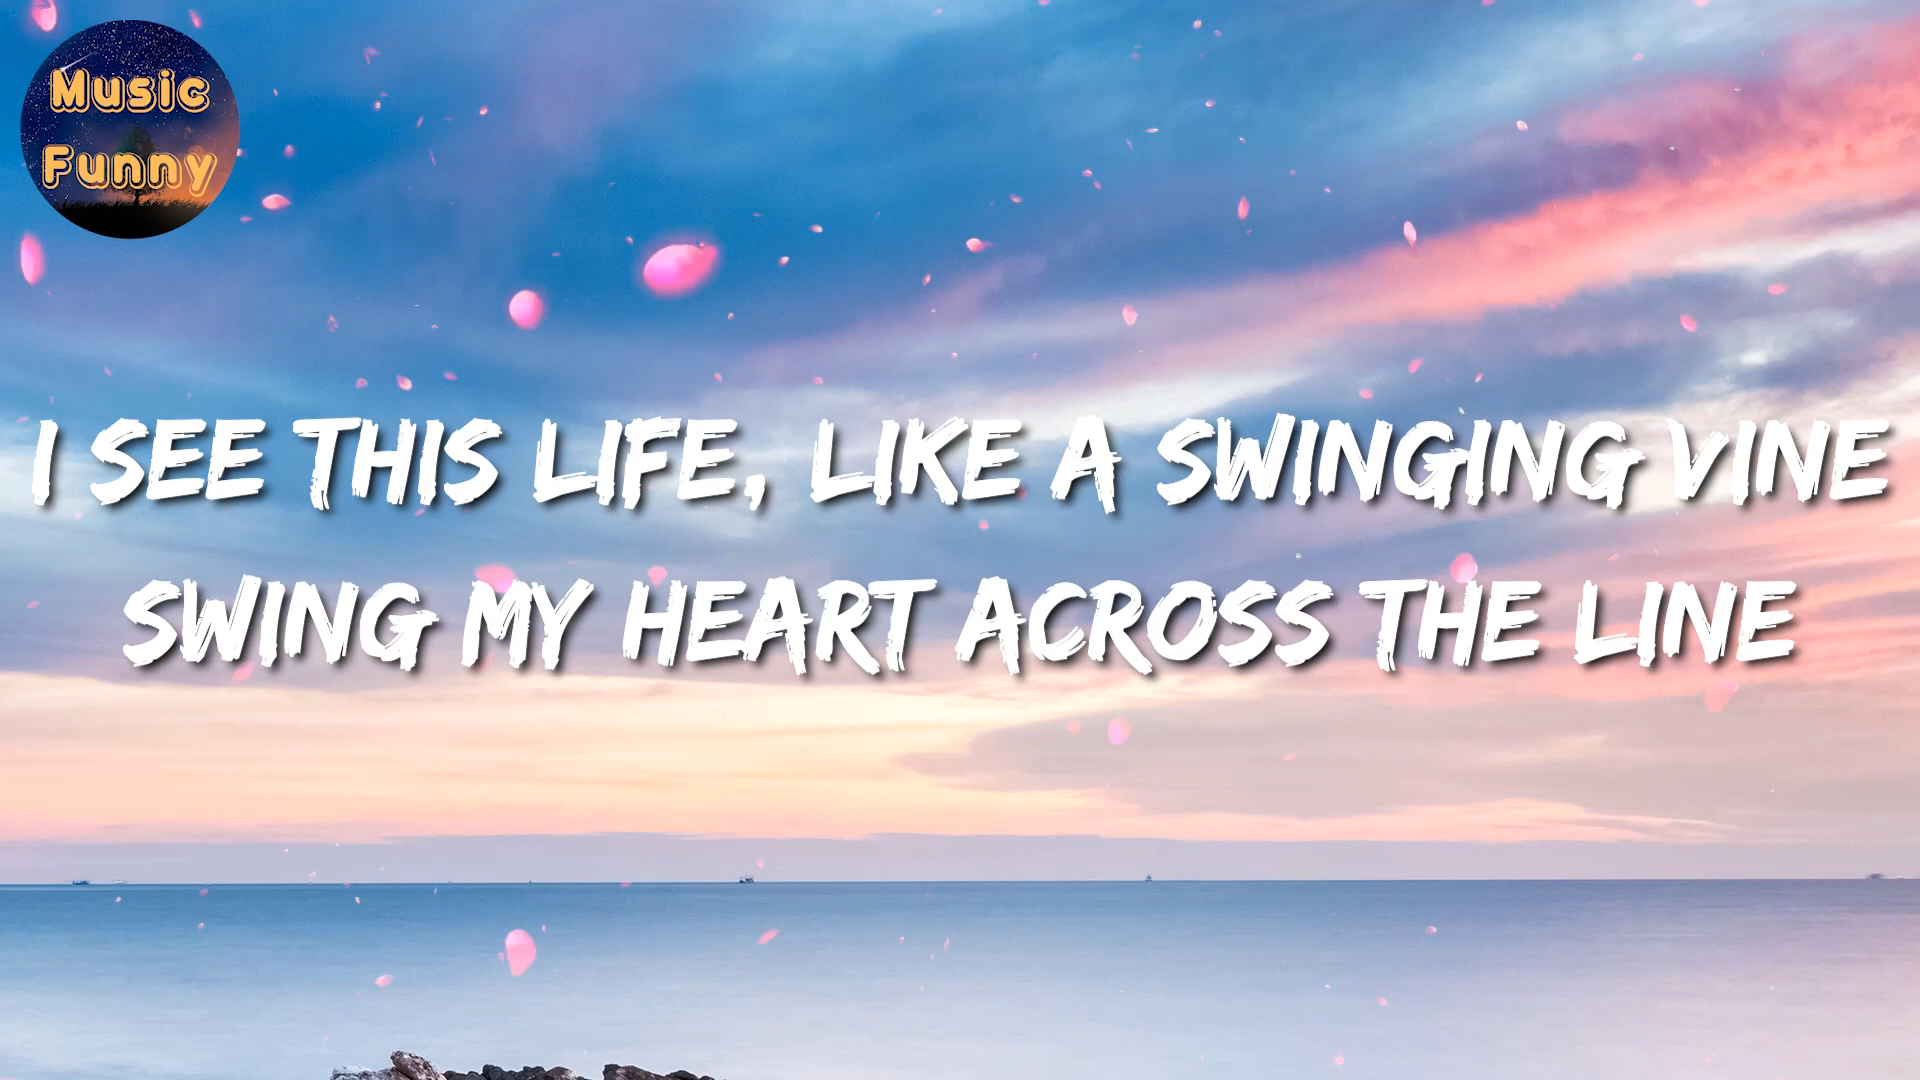 Music
Funny
I SEE THIS LIFE, LIKE A SWINGING VINE
SWING MY HEART ACROSS THE LINE